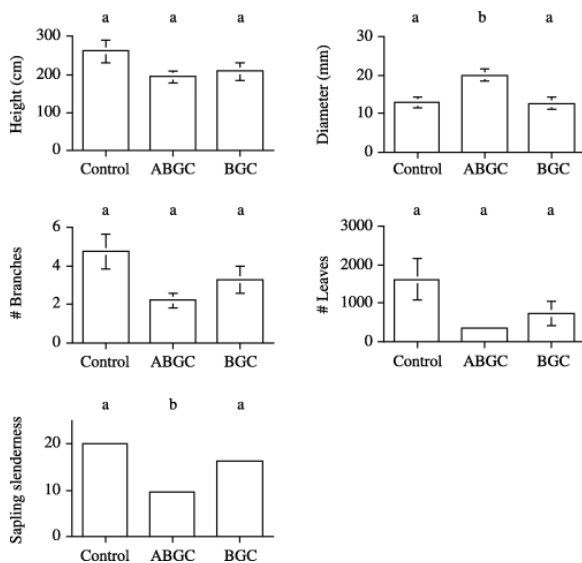 a a a
300
200
100
0
Height (cm)
Control ABGC BGC
a b a
30
20
10
0
Diameter (mm)
Control ABGC BGC
a a a
6
4
2
0
# Branches
Control ABGC BGC
a a a
3000
2000
1000
0
# Leaves
Control ABGC BGC
a b a
20
10
0
Sapling slenderness
Control ABGC BGC